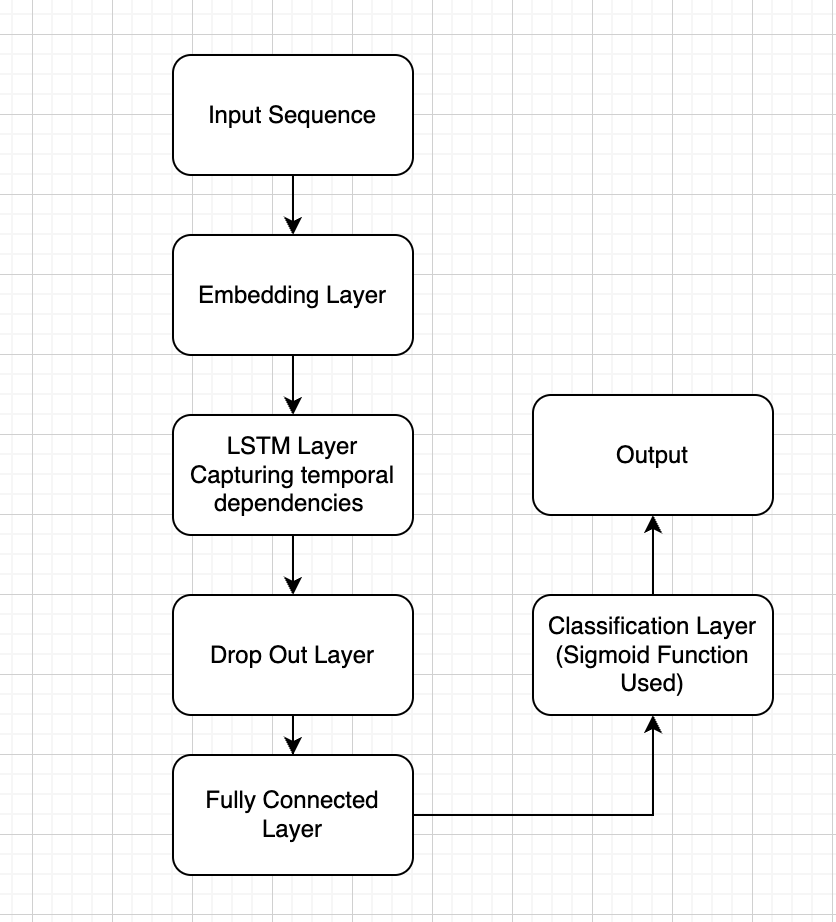 Input Sequence
Embedding Layer
LSTM Layer
Capturing temporal
dependencies
Drop Out Layer
Fully Connected
Layer
Classification Layer
(Sigmoid Function
Used)
Output